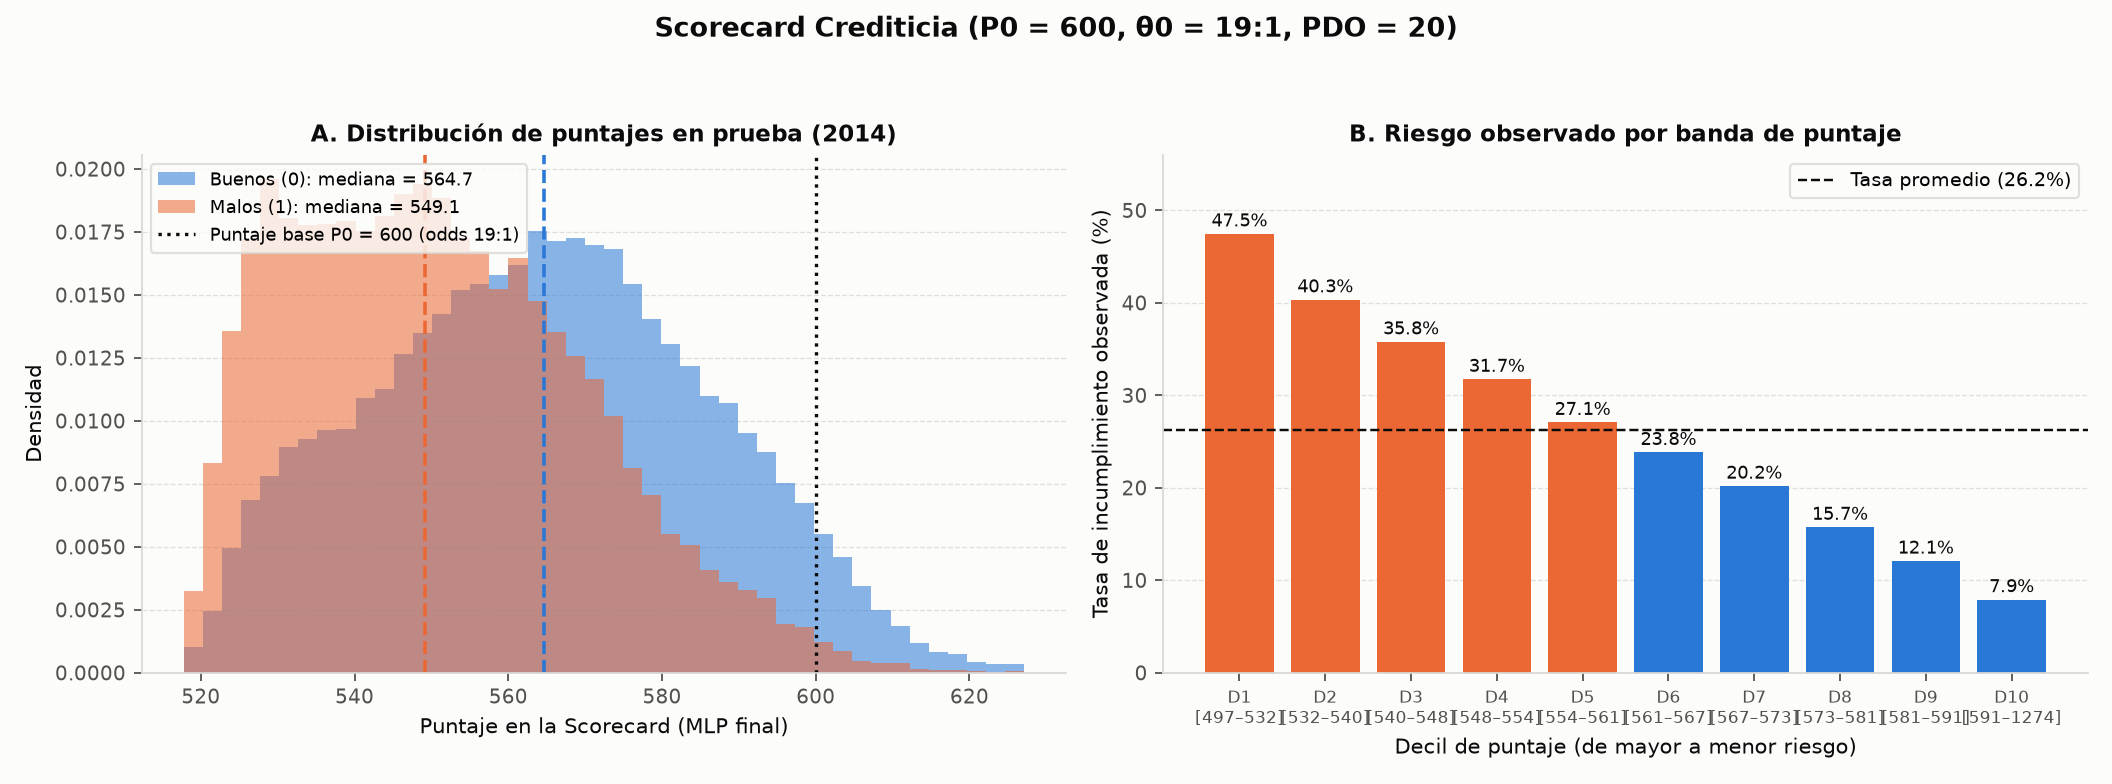 Scorecard Crediticia (P0 = 600, θ0 = 19:1, PDO = 20)
A. Distribución de puntajes en prueba (2014)
Densidad
0.0200
0.0175
0.0150
0.0125
0.0100
0.0075
0.0050
0.0025
0.0000
Buenos (0): mediana = 564.7
Malos (1): mediana = 549.1
Puntaje base P0 = 600 (odds 19:1)
520 540 560 580 600 620
Puntaje en la Scorecard (MLP final)
B. Riesgo observado por banda de puntaje
Tasa de incumplimiento observada (%)
50
40
30
20
10
0
Tasa promedio (26.2%)
47.5%
40.3%
35.8%
31.7%
27.1%
23.8%
20.2%
15.7%
12.1%
7.9%
D1 D2 D3 D4 D5 D6 D7 D8 D9 D10
[497–532] [532–540] [540–548] [548–554] [554–561] [561–567] [567–573] [573–581] [581–591] [591–1274]
Decil de puntaje (de mayor a menor riesgo)